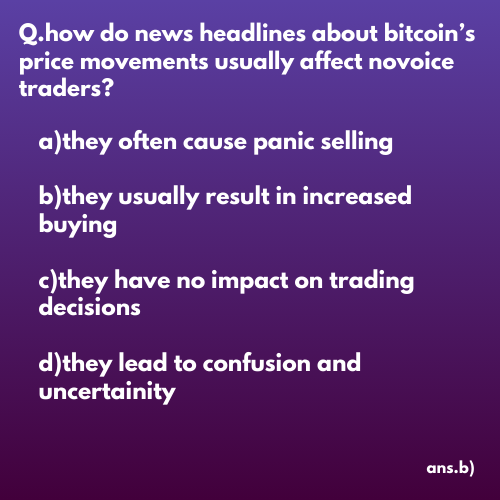 Q.how do news headlines about bitcoin's
price movements usually affect novoice
traders?
a)they often cause panic selling
b)they usually result in increased
buying
c)they have no impact on trading
decisions
d)they lead to confusion and
uncertainity
ans.b)